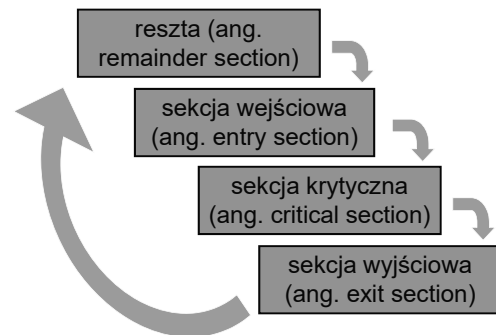 reszta (ang.
remainder section)
sekcja wejściowa
(ang. entry section)
sekcja krytyczna
(ang. critical section)
sekcja wyjściowa
(ang. exit section)